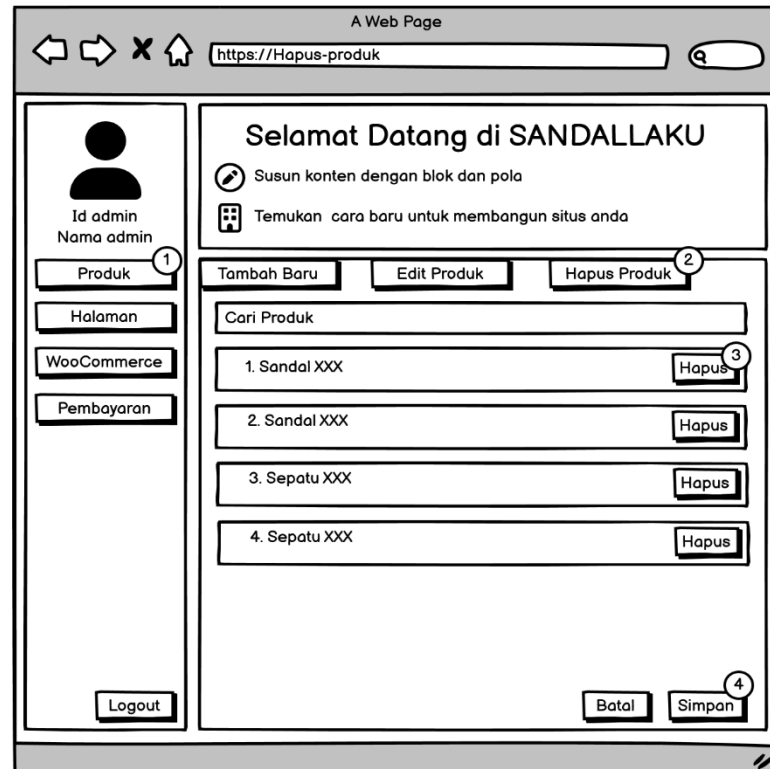 A Web Page
https://Hapus-produk
Selamat Datang di SANDALLAKU
Susun konten dengan blok dan pola
Temukan cara baru untuk membangun situs anda
Id admin
Nama admin
1
Produk
Halaman
WooCommerce
Pembayaran
Logout
2
Tambah Baru Edit Produk Hapus Produk
Cari Produk
3
1. Sandal XXX Hapus
2. Sandal XXX Hapus
3. Sepatu XXX Hapus
4. Sepatu XXX Hapus
4
Batal Simpan